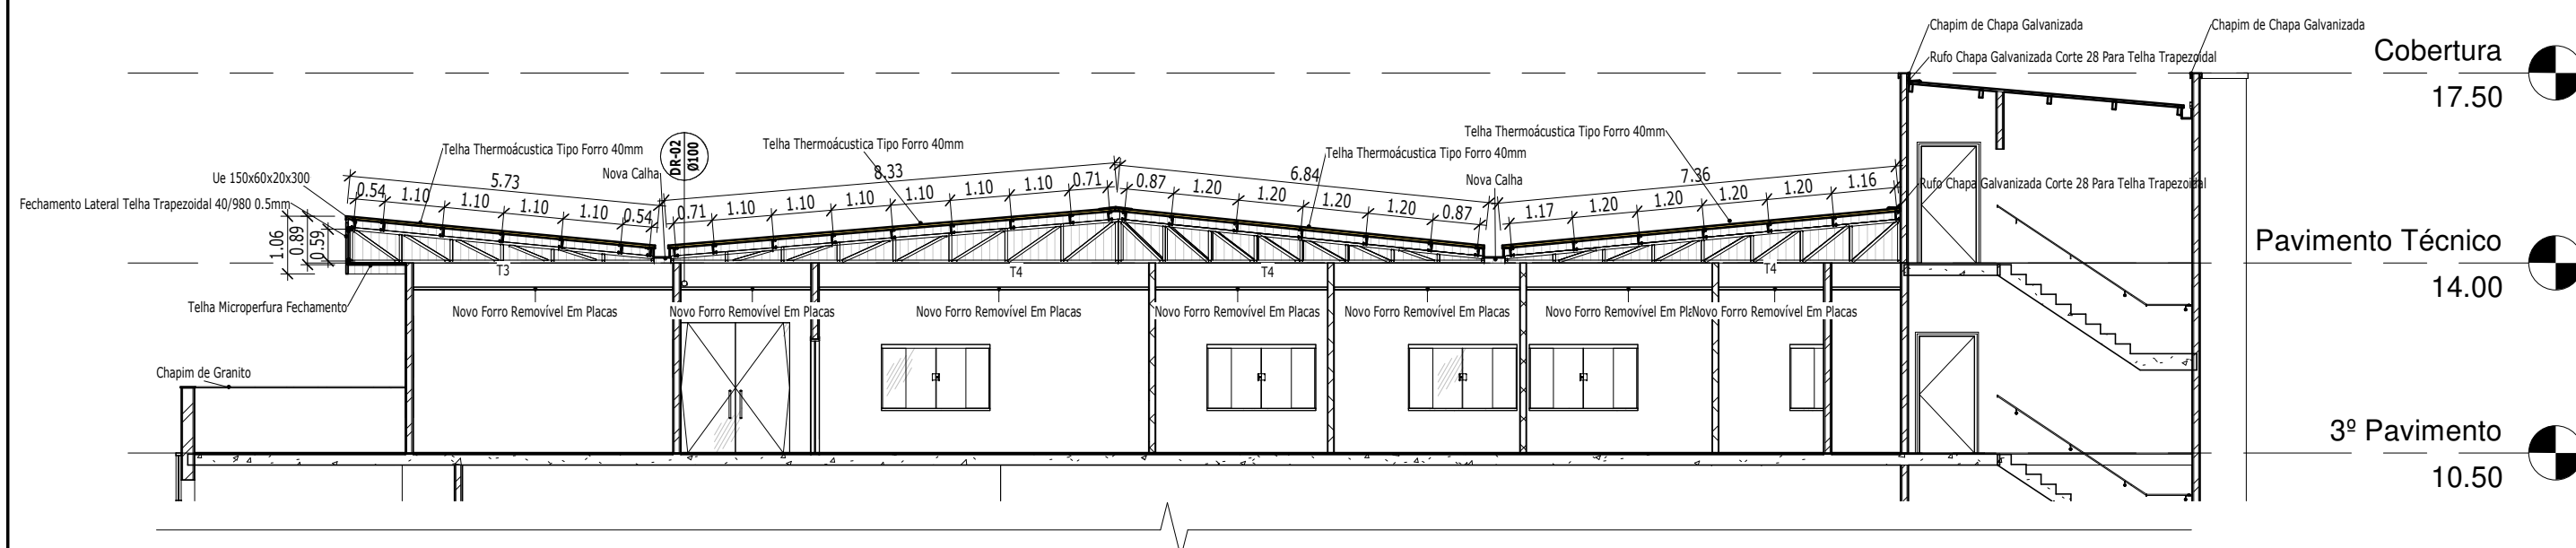 Chapim de Chapa Galvanizada
Chapim de Chapa Galvanizada
Cobertura
17.50
Rufo Chapa Galvanizada Corte 28 Para Telha Trapezoidal
Telha Thermoácustica Tipo Forro 40mm
Telha Thermoácustica Tipo Forro 40mm
Telha Thermoácustica Tipo Forro 40mm
Telha Thermoácustica Tipo Forro 40mm
DR-02
Ø100
Ue 150x60x20x300
Nova Calha
Nova Calha
5.73
8.33
6.84
7.36
0.54 1.10 1.10 1.10 1.10 0.54
0.71 1.10 1.10 1.10 1.10 1.10 1.10 0.71
0.87 1.20 1.20 1.20 1.20 0.87
1.17 1.20 1.20 1.20 1.20 1.16
Rufo Chapa Galvanizada Corte 28 Para Telha Trapezoidal
Fechamento Lateral Telha Trapezoidal 40/980 0.5mm
1.06
0.89
0.59
T3
T4
T4
T4
Pavimento Técnico
14.00
Telha Microperfura Fechamento
Novo Forro Removível Em Placas
Novo Forro Removível Em Placas
Novo Forro Removível Em Placas
Novo Forro Removível Em Placas
Novo Forro Removível Em Placas
Novo Forro Removível Em Pla
Novo Forro Removível Em Placas
Chapim de Granito
3º Pavimento
10.50